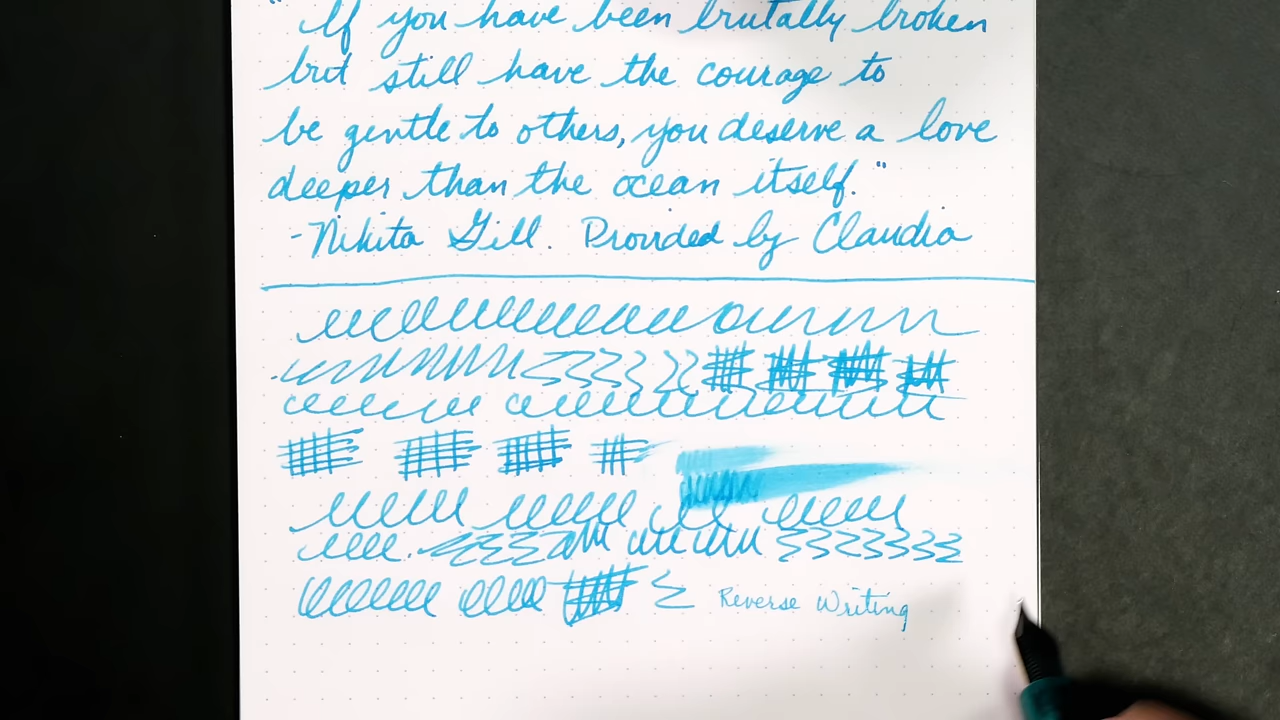 "If you have been brutally broken
but still have the courage to
be gentle to others, you deserve a love
deeper than the ocean itself."
-Nikita Gill. Provided by Claudia
Reverse Writing